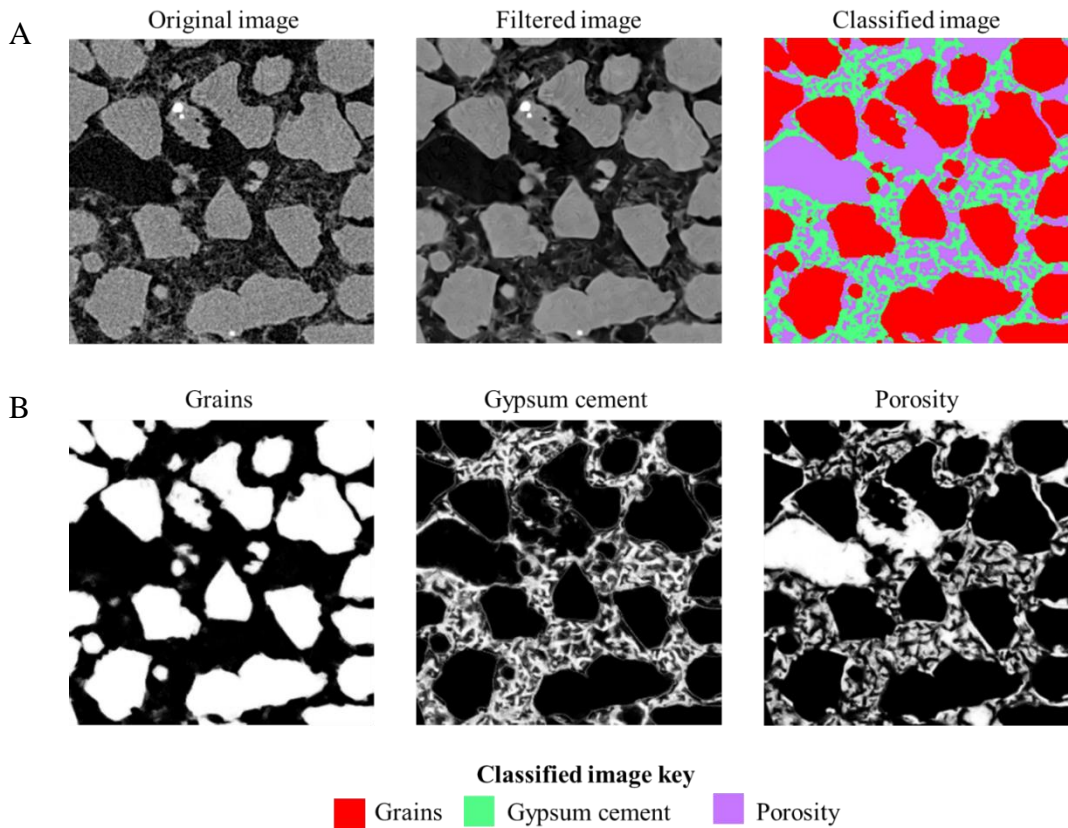 A
Original image
Filtered image
Classified image
B
Grains
Gypsum cement
Porosity
Classified image key
Grains
Gypsum cement
Porosity